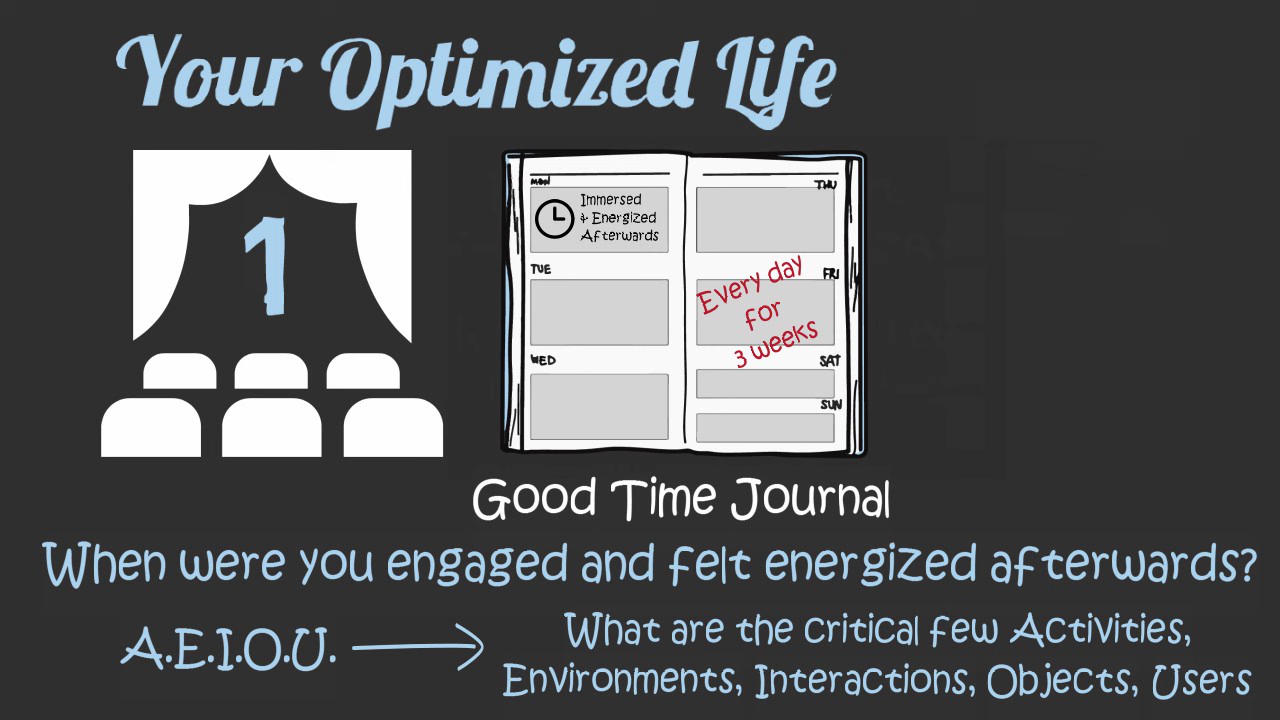 Your Optimized Life
1
MON
Immersed
& Energized
Afterwards
TUE
WED
THU
FRI
Every day
for
3 weeks
SAT
SUN
Good Time Journal
When were you engaged and felt energized afterwards?
A.E.I.O.U.
What are the critical few Activities,
Environments, Interactions, Objects, Users